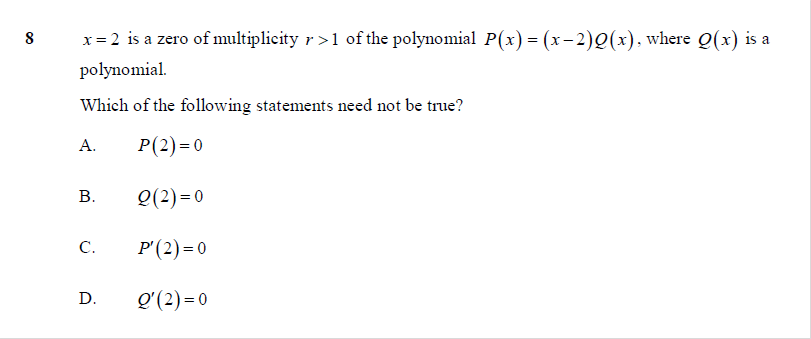 8 x = 2 is a zero of multiplicity r > 1 of the polynomial P(x) = (x − 2)Q(x), where Q(x) is a
polynomial.
Which of the following statements need not be true?
A. P(2) = 0
B. Q(2) = 0
C. P′(2) = 0
D. Q′(2) = 0